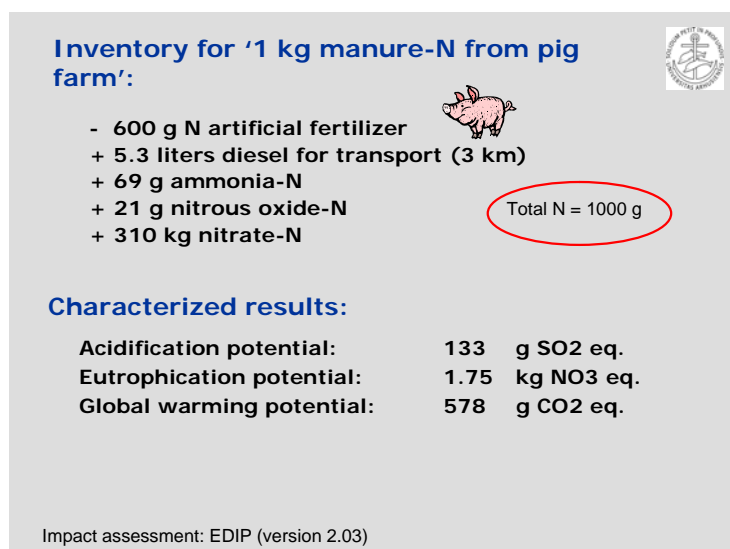 Inventory for ‘1 kg manure-N from pig
farm’:
- 600 g N artificial fertilizer
+ 5.3 liters diesel for transport (3 km)
+ 69 g ammonia-N
+ 21 g nitrous oxide-N
+ 310 kg nitrate-N
Total N = 1000 g
Characterized results:
Acidification potential: 133 g SO2 eq.
Eutrophication potential: 1.75 kg NO3 eq.
Global warming potential: 578 g CO2 eq.
Impact assessment: EDIP (version 2.03)